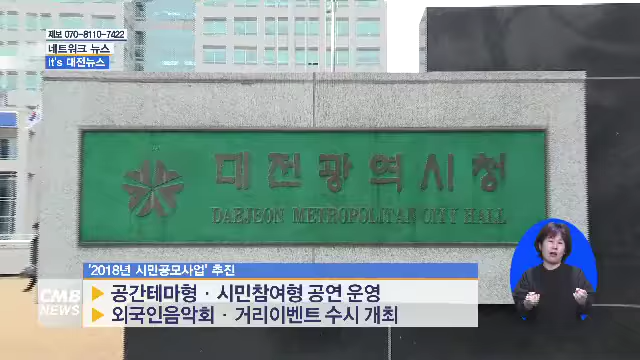 제보 070-8110-7422
네트워크 뉴스
It's 대전뉴스
대전광역시청
DAEJEON METROPOLITAN CITY HALL
'2018년 시민공모사업' 추진
▶ 공간테마형 · 시민참여형 공연 운영
▶ 외국인음악회 · 거리이벤트 수시 개최
CMB
NEWS